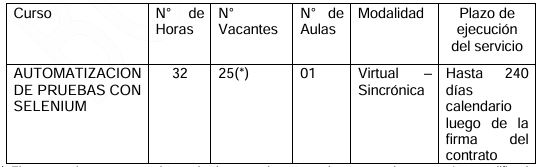 Curso
N° de Horas
N° Vacantes
N° de Aulas
Modalidad
Plazo de ejecución del servicio
AUTOMATIZACION DE PRUEBAS CON SELENIUM
32
25(*)
01
Virtual – Sincrónica
Hasta 240 días calendario luego de la firma del contrato